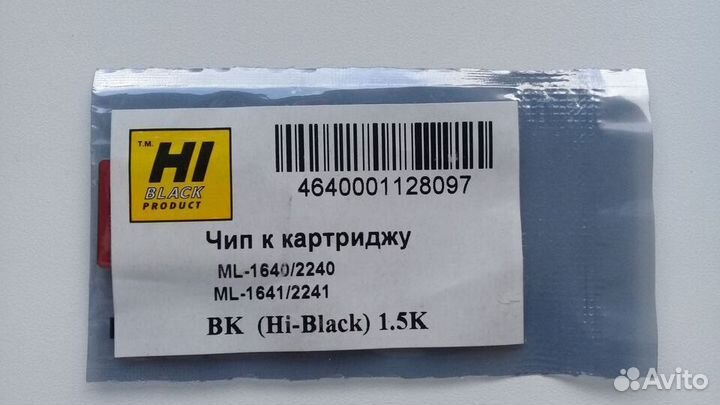 T.M.
HI
BLACK
PRODUCT
4640001128097
Чип к картриджу
ML-1640/2240
ML-1641/2241
BK (Hi-Black) 1.5K
Avito